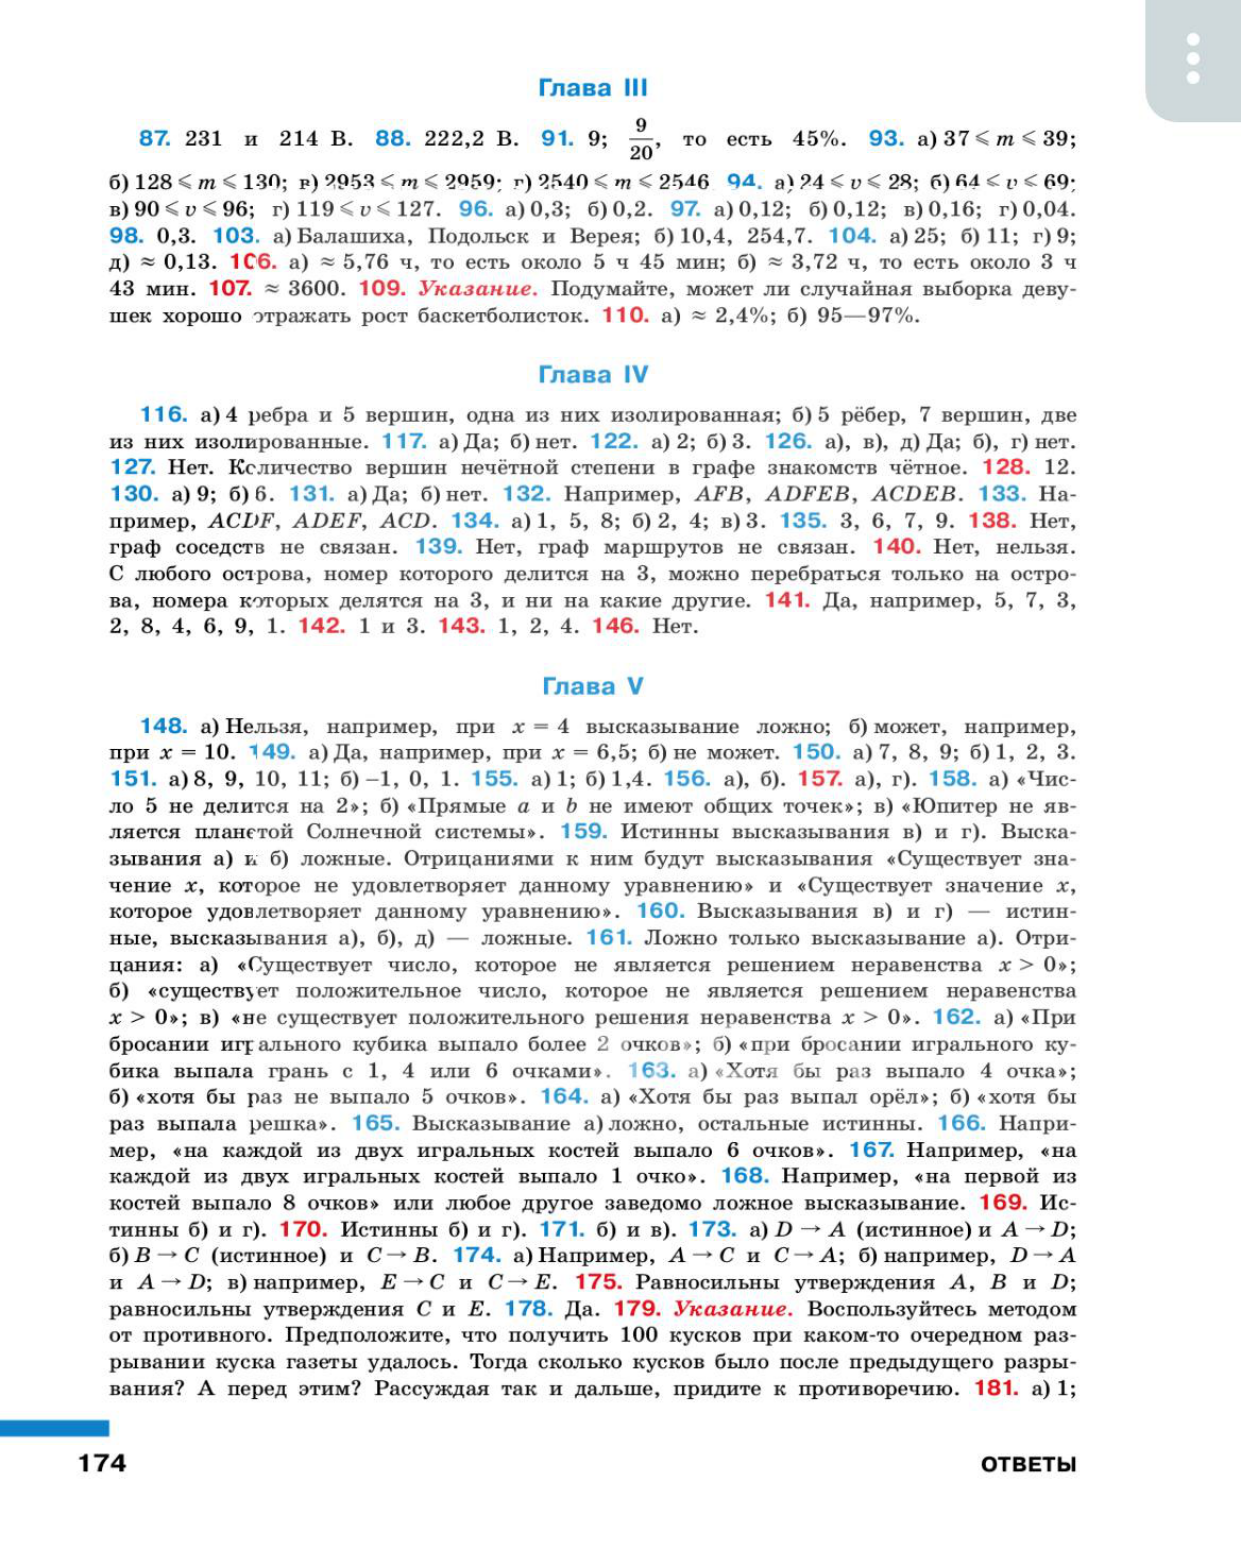 Глава III
87. 231 и 214 В. 88. 222,2 В. 91. 9; 9/20, то есть 45%. 93. а) 37 ⩽ m ⩽ 39;
б) 128 ⩽ m ⩽ 130; в) 2953 ⩽ m ⩽ 2959; г) 2540 ⩽ m ⩽ 2546 94. а) 24 ⩽ v ⩽ 28; б) 64 ⩽ v ⩽ 69;
в) 90 ⩽ v ⩽ 96; г) 119 ⩽ v ⩽ 127. 96. а) 0,3; б) 0,2. 97. а) 0,12; б) 0,12; в) 0,16; г) 0,04.
98. 0,3. 103. а) Балашиха, Подольск и Верея; б) 10,4, 254,7. 104. а) 25; б) 11; г) 9;
д) ≈ 0,13. 106. а) ≈ 5,76 ч, то есть около 5 ч 45 мин; б) ≈ 3,72 ч, то есть около 3 ч
43 мин. 107. ≈ 3600. 109. Указание. Подумайте, может ли случайная выборка деву-
шек хорошо отражать рост баскетболисток. 110. а) ≈ 2,4%; б) 95—97%.
Глава IV
116. а) 4 ребра и 5 вершин, одна из них изолированная; б) 5 рёбер, 7 вершин, две
из них изолированные. 117. а) Да; б) нет. 122. а) 2; б) 3. 126. а), в), д) Да; б), г) нет.
127. Нет. Количество вершин нечётной степени в графе знакомств чётное. 128. 12.
130. а) 9; б) 6. 131. а) Да; б) нет. 132. Например, AFB, ADFEB, ACDEB. 133. На-
пример, ACDF, ADEF, ACD. 134. а) 1, 5, 8; б) 2, 4; в) 3. 135. 3, 6, 7, 9. 138. Нет,
граф соседств не связан. 139. Нет, граф маршрутов не связан. 140. Нет, нельзя.
С любого острова, номер которого делится на 3, можно перебраться только на остро-
ва, номера которых делятся на 3, и ни на какие другие. 141. Да, например, 5, 7, 3,
2, 8, 4, 6, 9, 1. 142. 1 и 3. 143. 1, 2, 4. 146. Нет.
Глава V
148. а) Нельзя, например, при x = 4 высказывание ложно; б) может, например,
при x = 10. 149. а) Да, например, при x = 6,5; б) не может. 150. а) 7, 8, 9; б) 1, 2, 3.
151. а) 8, 9, 10, 11; б) –1, 0, 1. 155. а) 1; б) 1,4. 156. а), б). 157. а), г). 158. а) «Чис-
ло 5 не делится на 2»; б) «Прямые a и b не имеют общих точек»; в) «Юпитер не яв-
ляется планетой Солнечной системы». 159. Истинны высказывания в) и г). Выска-
зывания а) и б) ложные. Отрицаниями к ним будут высказывания «Существует зна-
чение x, которое не удовлетворяет данному уравнению» и «Существует значение x,
которое удовлетворяет данному уравнению». 160. Высказывания в) и г) — истин-
ные, высказывания а), б), д) — ложные. 161. Ложно только высказывание а). Отри-
цания: а) «Существует число, которое не является решением неравенства x > 0»;
б) «существует положительное число, которое не является решением неравенства
x > 0»; в) «не существует положительного решения неравенства x > 0». 162. а) «При
бросании игрального кубика выпало более 2 очков»; б) «при бросании игрального ку-
бика выпала грань с 1, 4 или 6 очками». 163. а) «Хотя бы раз выпало 4 очка»;
б) «хотя бы раз не выпало 5 очков». 164. а) «Хотя бы раз выпал орёл»; б) «хотя бы
раз выпала решка». 165. Высказывание а) ложно, остальные истинны. 166. Напри-
мер, «на каждой из двух игральных костей выпало 6 очков». 167. Например, «на
каждой из двух игральных костей выпало 1 очко». 168. Например, «на первой из
костей выпало 8 очков» или любое другое заведомо ложное высказывание. 169. Ис-
тинны б) и г). 170. Истинны б) и г). 171. б) и в). 173. а) D → A (истинное) и A → D;
б) B → C (истинное) и C → B. 174. а) Например, A → C и C → A; б) например, D → A
и A → D; в) например, E → C и C → E. 175. Равносильны утверждения A, B и D;
равносильны утверждения C и E. 178. Да. 179. Указание. Воспользуйтесь методом
от противного. Предположите, что получить 100 кусков при каком-то очередном раз-
рывании куска газеты удалось. Тогда сколько кусков было после предыдущего разры-
вания? А перед этим? Рассуждая так и дальше, придите к противоречию. 181. а) 1;
174
ОТВЕТЫ